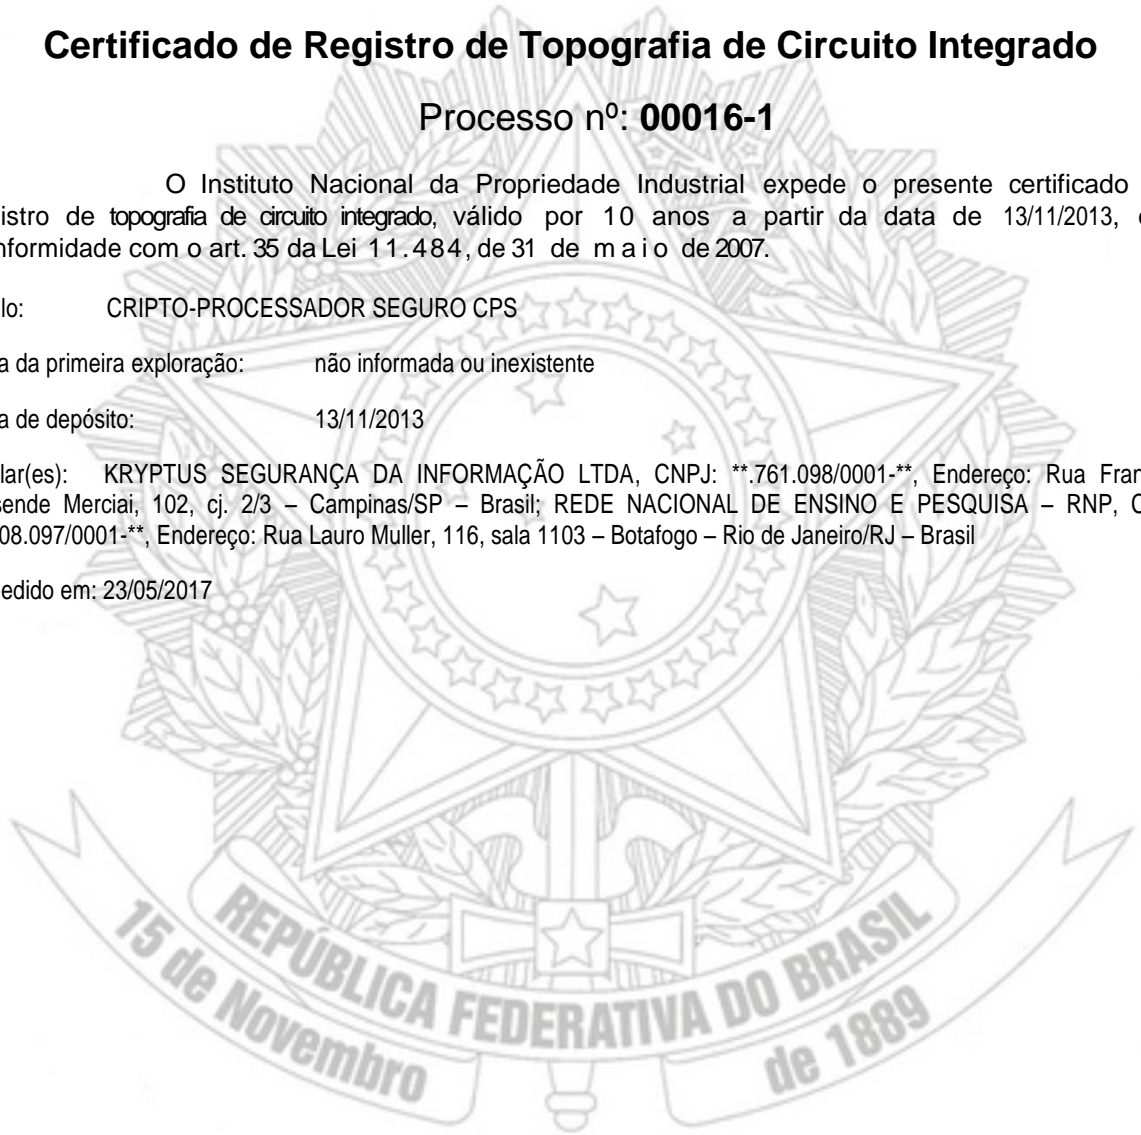 Certificado de Registro de Topografia de Circuito Integrado
Processo nº: 00016-1
O Instituto Nacional da Propriedade Industrial expede o presente certificado
istro de topografia de circuito integrado, válido por 10 anos a partir da data de 13/11/2013,
nformidade com o art. 35 da Lei 11.484, de 31 de maio de 2007.
lo: CRIPTO-PROCESSADOR SEGURO CPS
a da primeira exploração: não informada ou inexistente
a de depósito: 13/11/2013
lar(es): KRYPTUS SEGURANÇA DA INFORMAÇÃO LTDA, CNPJ: **.761.098/0001-**, Endereço: Rua Fran
sende Merciai, 102, cj. 2/3 – Campinas/SP – Brasil; REDE NACIONAL DE ENSINO E PESQUISA – RNP, C
08.097/0001-**, Endereço: Rua Lauro Muller, 116, sala 1103 – Botafogo – Rio de Janeiro/RJ – Brasil
edido em: 23/05/2017
REPÚBLICA FEDERATIVA DO BRASIL
15 de Novembro de 1889